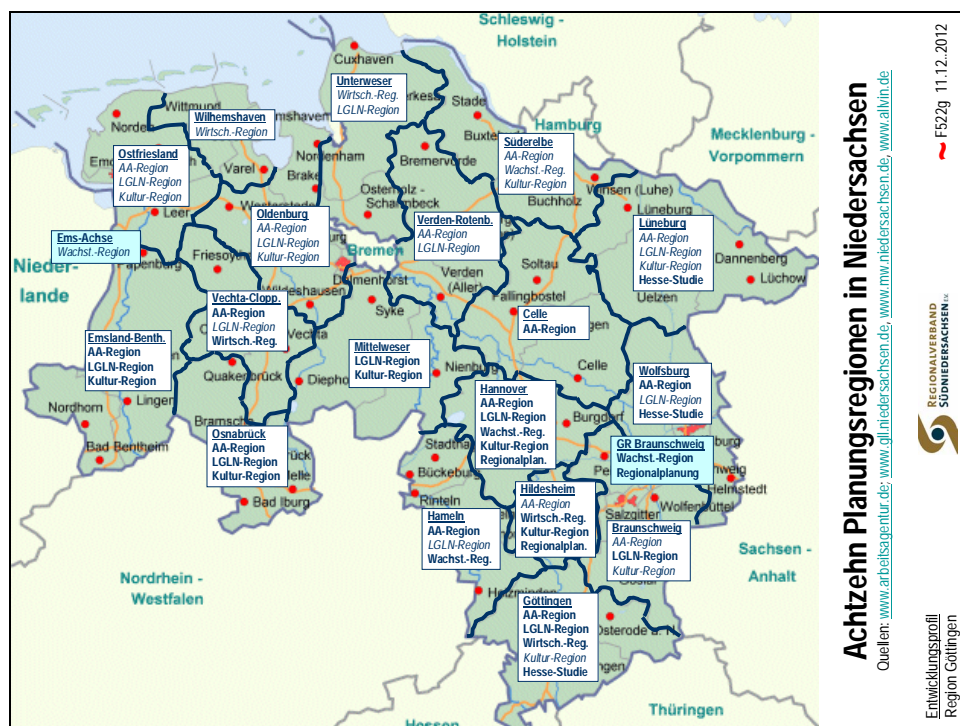 Achtzehn Planungsregionen in Niedersachsen
Quellen: www.arbeitsagentur.de; www.gll.niedersachsen.de, www.mw.niedersachsen.de, www.allvin.de
F522g 11.12..2012
REGIONALVERBAND
SÜDNIEDERSACHSEN e.V.
Entwicklungsprofil
Region Göttingen
Schleswig -
Holstein
Hamburg
Mecklenburg -
Vorpommern
Bremen
Nieder-
lande
Nordrhein -
Westfalen
Sachsen -
Anhalt
Hessen
Thüringen
Unterweser
Wirtsch.-Reg.
LGLN-Region
Wilhemshaven
Wirtsch.-Region
Ostfriesland
AA-Region
LGLN-Region
Kultur-Region
Süderelbe
AA-Region
Wachst.-Reg.
Kultur-Region
Oldenburg
AA-Region
LGLN-Region
Kultur-Region
Verden-Rotenb.
AA-Region
LGLN-Region
Lüneburg
AA-Region
LGLN-Region
Kultur-Region
Hesse-Studie
Ems-Achse
Wachst.-Region
Vechta-Clopp.
AA-Region
LGLN-Region
Wirtsch.-Reg.
Celle
AA-Region
Emsland-Benth.
AA-Region
LGLN-Region
Kultur-Region
Mittelweser
LGLN-Region
Kultur-Region
Wolfsburg
AA-Region
LGLN-Region
Hesse-Studie
Hannover
AA-Region
LGLN-Region
Wachst.-Reg.
Kultur-Region
Regionalplan.
Osnabrück
AA-Region
LGLN-Region
Kultur-Region
GR Braunschweig
Wachst.-Region
Regionalplanung
Hildesheim
AA-Region
Wirtsch.-Reg.
Kultur-Region
Regionalplan.
Hameln
AA-Region
LGLN-Region
Wachst.-Reg.
Braunschweig
AA-Region
LGLN-Region
Kultur-Region
Göttingen
AA-Region
LGLN-Region
Wirtsch.-Reg.
Kultur-Region
Hesse-Studie
Cuxhaven
Wittmund
Norden
Stade
Nordenham
Bremervörde
Varel
Brake
Osterholz -
Scharmbeck
Leer
Buchholz
Winsen (Luhe)
Lüneburg
Dannenberg
Lüchow
Uelzen
Papenburg
Delmenhorst
Wildeshausen
Syke
Verden
(Aller)
Soltau
Fallingbostel
Vechta
Quakenbrück
Diepho
Nienburg
Celle
Burgdorf
Nordhorn
Lingen
Bad Bentheim
Bramsche
Bad Iburg
Bückeburg
Rinteln
Salzgitter
Wolfenbüttel
Helmstedt
Holzminden
Osterode a. H.